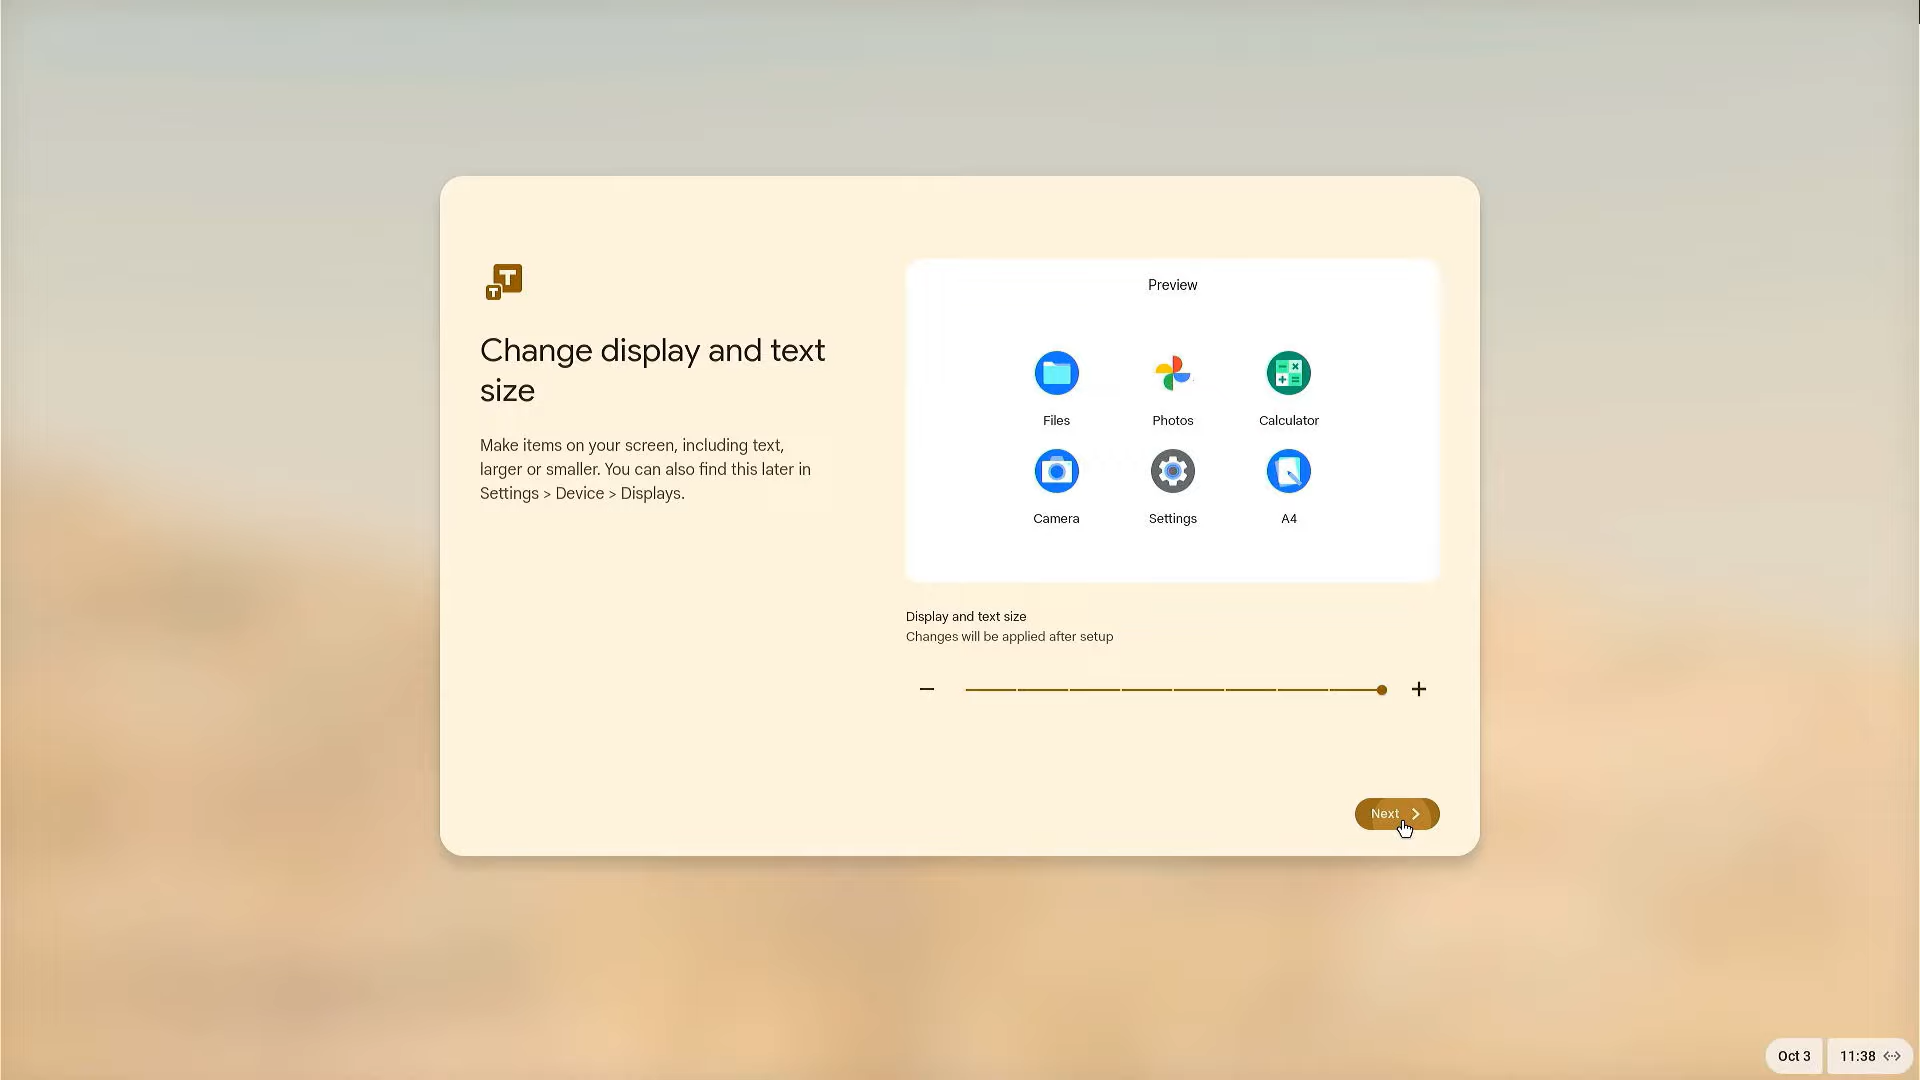 T
T
Change display and text
size
Make items on your screen, including text,
larger or smaller. You can also find this later in
Settings > Device > Displays.
Preview
Files
Photos
Calculator
Camera
Settings
A4
Display and text size
Changes will be applied after setup
Next
Oct 3
11:38